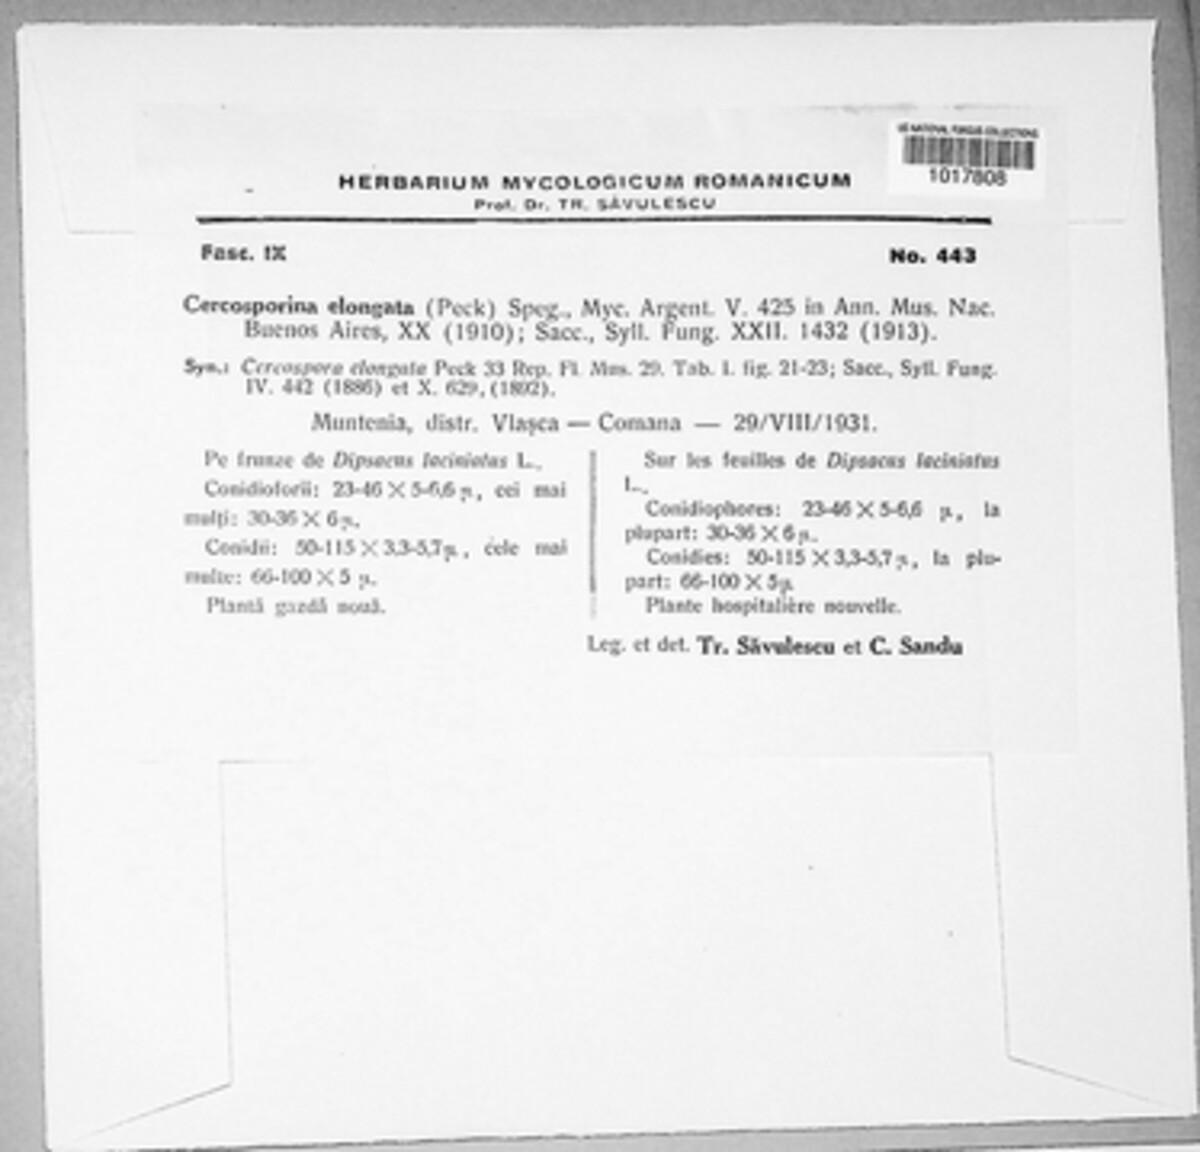 US NATIONAL FUNGUS COLLECTIONS
1017808
HERBARIUM MYCOLOGICUM ROMANICUM
Prof. Dr. TR. SĂVULESCU
Fasc. IX
No. 443
Cercosporina elongata (Peck) Speg., Myc. Argent. V. 425 in Ann. Mus. Nac.
Buenos Aires, XX (1910); Sacc., Syll. Fung. XXII. 1432 (1913).
Syn.: Cercospora elongata Peck 33 Rep. Fl. Mus. 29. Tab. I. fig. 21-23; Sacc., Syll. Fung.
IV. 442 (1886) et X. 629, (1892).
Muntenia, distr. Vlaşca — Comana — 29/VIII/1931.
Pe frunze de Dipsacus laciniatus L.,
Conidioforii: 23-46 × 5-6,6 µ, cei mai
mulţi: 30-36 × 6 µ.
Conidii: 50-115 × 3,3-5,7 µ, cele mai
multe: 66-100 × 5 µ.
Plantă gazdă nouă.
Sur les feuilles de Dipsacus laciniatus
L.,
Conidiophores: 23-46 × 5-6,6 µ, la
plupart: 30-36 × 6 µ.
Conidies: 50-115 × 3,3-5,7 µ, la plu-
part: 66-100 × 5 µ.
Plante hospitalière nouvelle.
Leg. et det. Tr. Săvulescu et C. Sandu